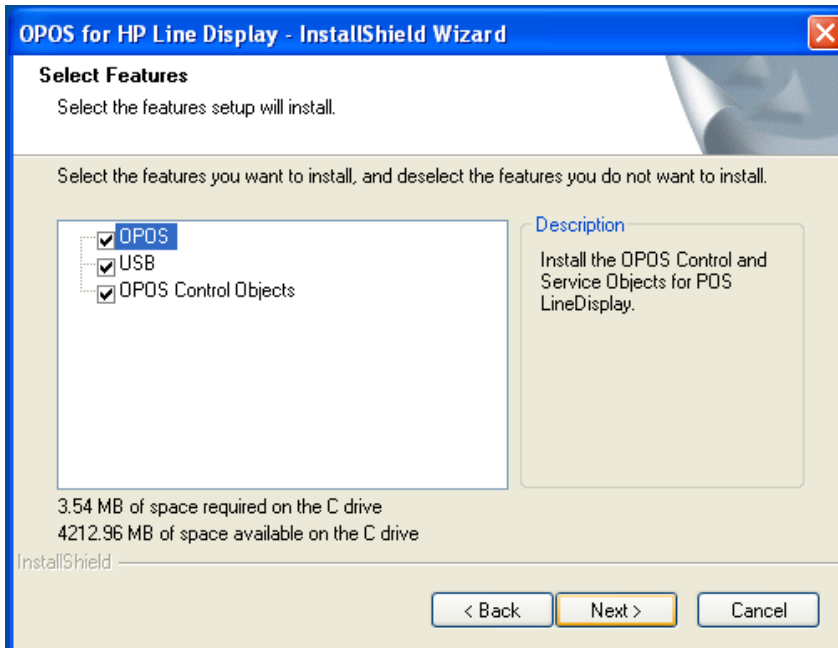 OPOS for HP Line Display - InstallShield Wizard
Select Features
Select the features setup will install.
Select the features you want to install, and deselect the features you do not want to install.
OPOS
USB
OPOS Control Objects
Description
Install the OPOS Control and
Service Objects for POS
LineDisplay.
3.54 MB of space required on the C drive
4212.96 MB of space available on the C drive
InstallShield
< Back
Next >
Cancel